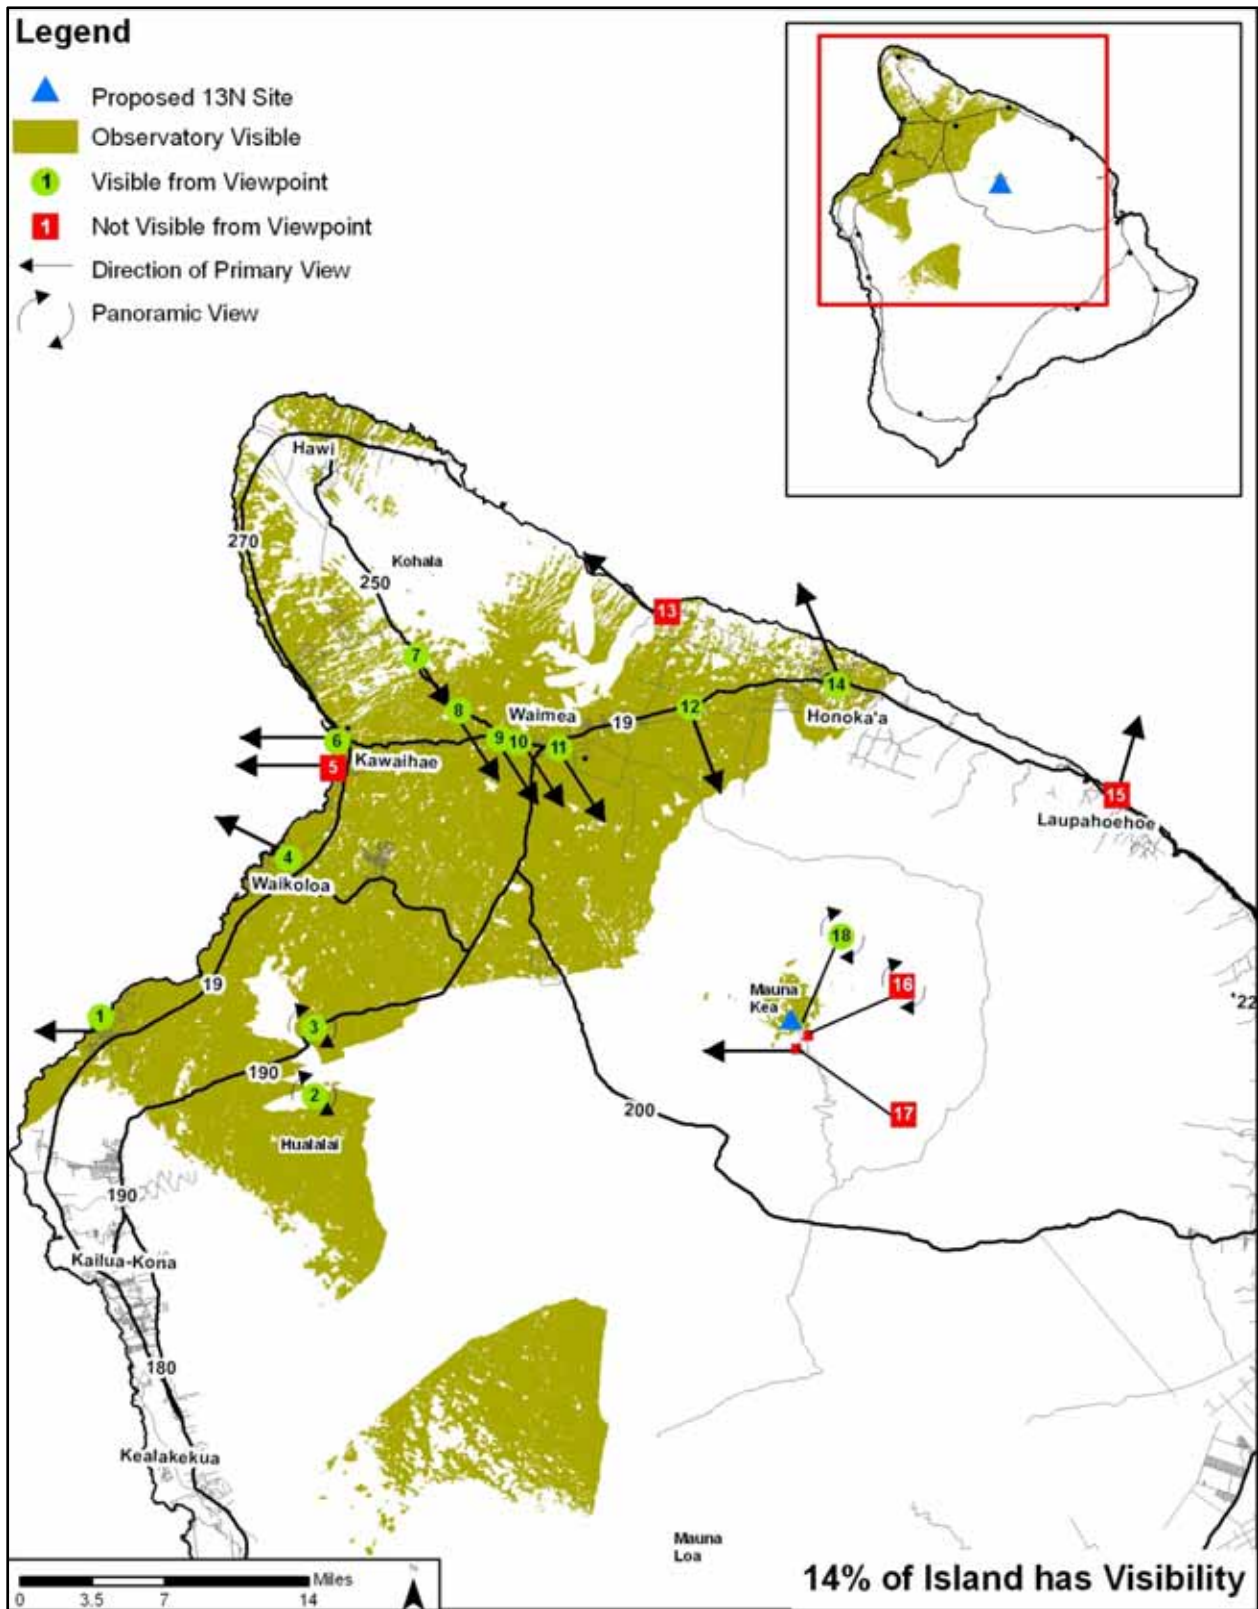 Legend
Proposed 13N Site
Observatory Visible
1 Visible from Viewpoint
1 Not Visible from Viewpoint
Direction of Primary View
Panoramic View
Hawi
270
Kohala
250
13
7
14
8
12
Waimea
19
Honoka'a
6
9
10
11
Kawaihae
5
15
Laupahoehoe
4
Waikoloa
18
19
16
Mauna
Kea
22
1
3
190
2
200
17
Hualalai
190
Kailua-Kona
180
Kealakekua
Mauna
Loa
Miles
0 3.5 7 14
14% of Island has Visibility